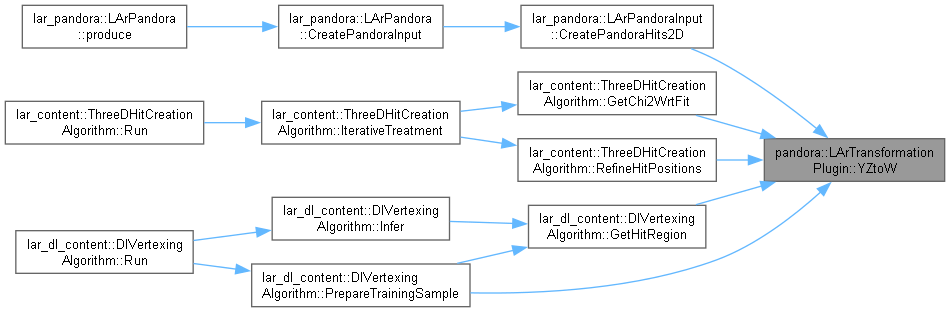 lar_pandora::LArPandora
::produce
lar_pandora::LArPandora
::CreatePandoraInput
lar_pandora::LArPandoraInput
::CreatePandoraHits2D
lar_content::ThreeDHitCreation
Algorithm::Run
lar_content::ThreeDHitCreation
Algorithm::IterativeTreatment
lar_content::ThreeDHitCreation
Algorithm::GetChi2WrtFit
lar_content::ThreeDHitCreation
Algorithm::RefineHitPositions
pandora::LArTransformation
Plugin::YZtoW
lar_dl_content::DlVertexing
Algorithm::Run
lar_dl_content::DlVertexing
Algorithm::Infer
lar_dl_content::DlVertexing
Algorithm::GetHitRegion
lar_dl_content::DlVertexing
Algorithm::PrepareTrainingSample